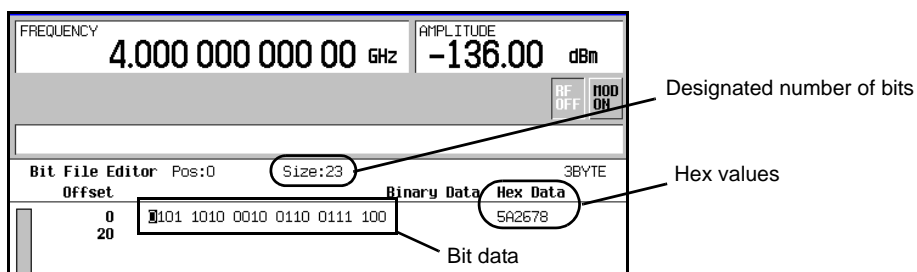 FREQUENCY AMPLITUDE
4.000 000 000 00 GHz -136.00 dBm
RF OFF MOD ON
Designated number of bits
Bit File Editor Pos:0 Size:23 3BYTE
Hex values
Offset Binary Data Hex Data
0 0101 1010 0010 0110 0111 100 5A2678
20
Bit data